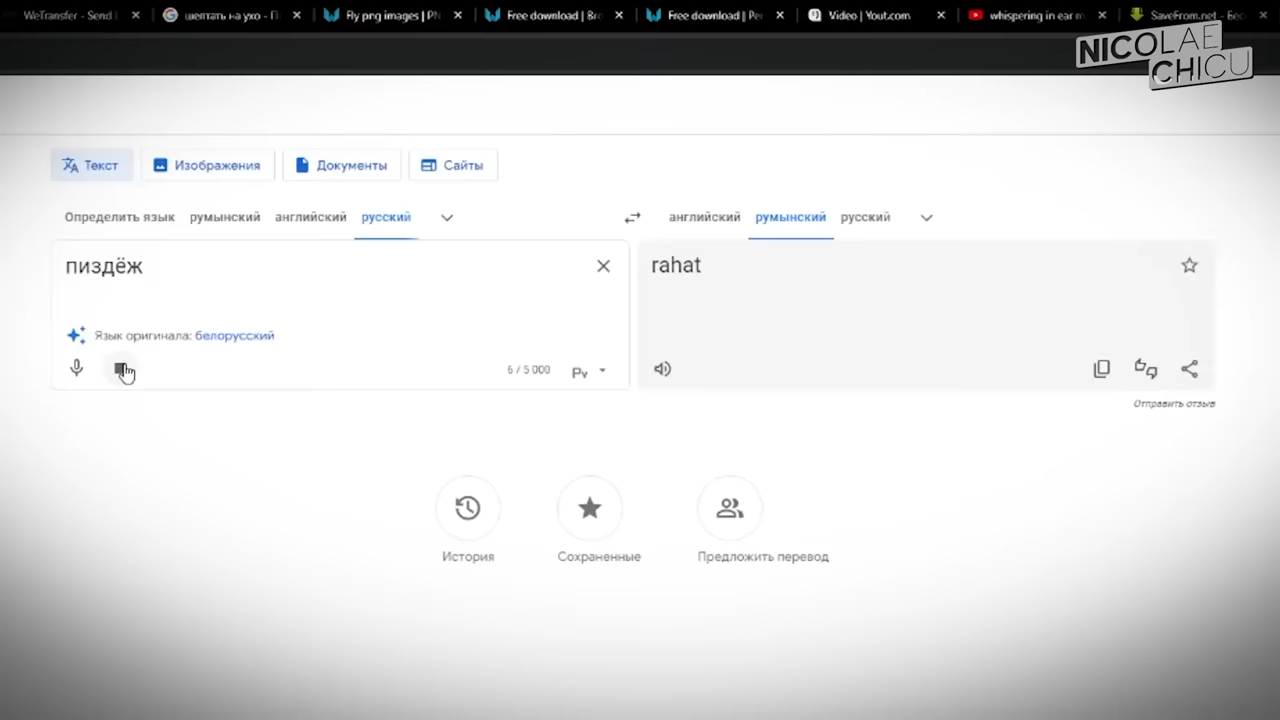 WeTransfer - Send
шептать на ухо - П
Fly png images | PN
Free download | Bro
Free download | Pe
Video | Yout.com
whispering in ear m
SaveFrom.net - Бес
NICOLAE
CHICU
Текст
Изображения
Документы
Сайты
Определить язык
румынский
английский
русский
английский
румынский
русский
пиздёж
rahat
Язык оригинала: белорусский
6 / 5 000
Ру
Отправить отзыв
История
Сохраненные
Предложить перевод